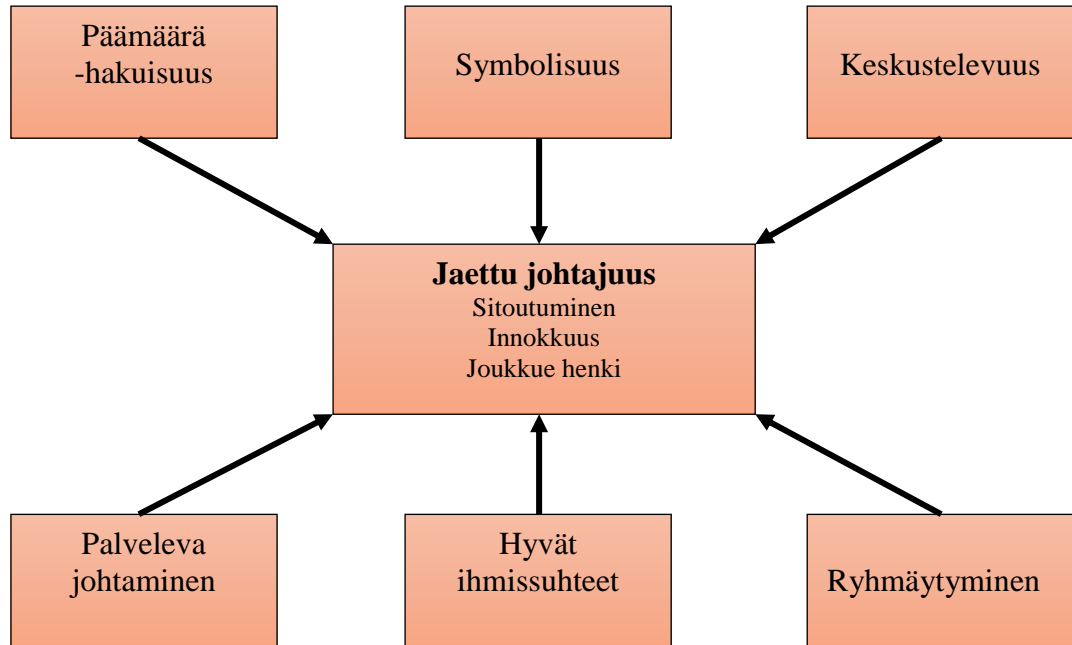 Päämäärä
-hakuisuus
Symbolisuus
Keskustelevuus
Jaettu johtajuus
Sitoutuminen
Innokkuus
Joukkue henki
Palveleva
johtaminen
Hyvät
ihmissuhteet
Ryhmäytyminen